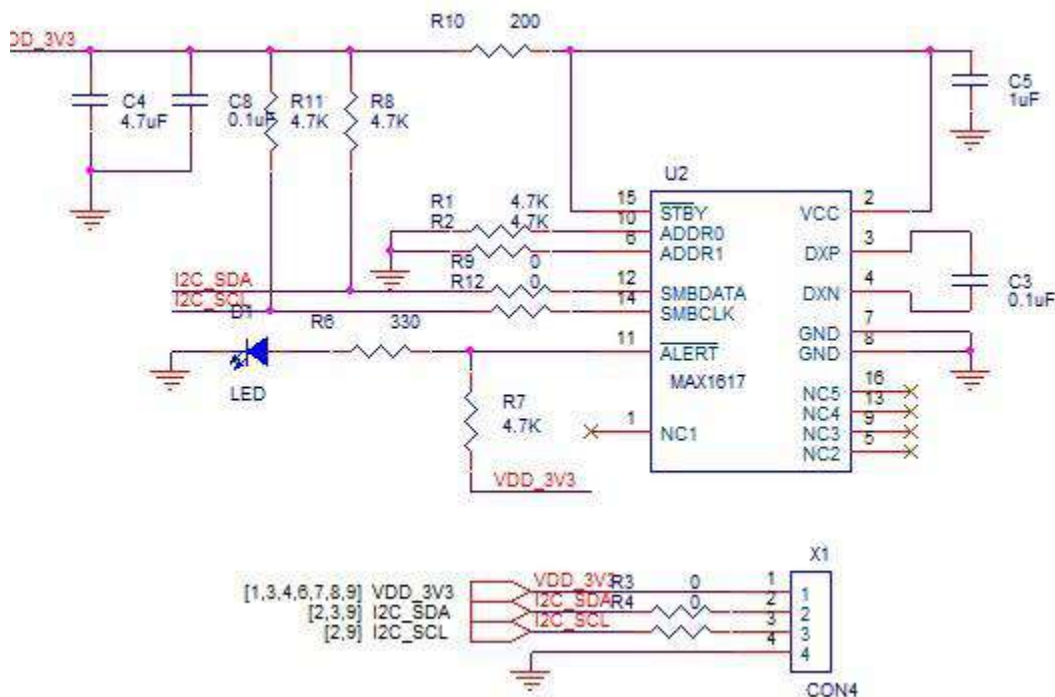 R10 200
DD_3V3
C4
4.7uF
C8
0.1uF
R11
4.7K
R8
4.7K
C5
1uF
U2
R1 4.7K
R2 4.7K
15 STBY
10 ADDR0
6 ADDR1
VCC 2
DXP 3
DXN 4
C3
0.1uF
R9 0
R12 0
I2C_SDA
I2C_SCL
12 SMBDATA
14 SMBCLK
GND 7
GND 8
D1
R6 330
LED
11 ALERT
MAX1617
R7
4.7K
VDD_3V3
1 NC1
NC5 16
NC4 13
NC3 9
NC2 5
X1
[1,3,4,6,7,8,9] VDD_3V3
[2,3,9] I2C_SDA
[2,9] I2C_SCL
VDD_3V3
I2C_SDA
I2C_SCL
R3 0
R4 0
1 1
2 2
3 3
4 4
CON4